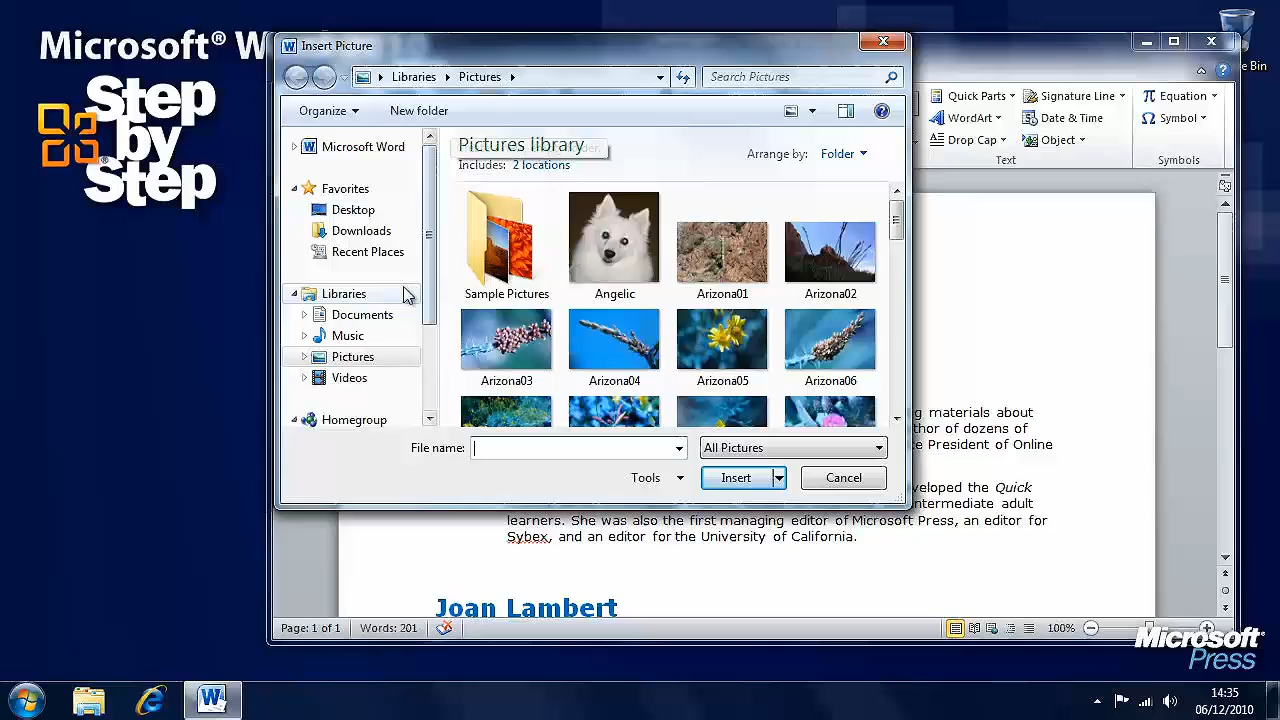 Microsoft® W
Step
by
Step®
Insert Picture
Libraries
Pictures
Search Pictures
Organize
New folder
Microsoft Word
Favorites
Desktop
Downloads
Recent Places
Libraries
Documents
Music
Pictures
Videos
Homegroup
Pictures library
Includes: 2 locations
Arrange by: Folder
Sample Pictures
Angelic
Arizona01
Arizona02
Arizona03
Arizona04
Arizona05
Arizona06
File name:
All Pictures
Tools
Insert
Cancel
e Bin
Quick Parts
Signature Line
Equation
WordArt
Date & Time
Symbol
Drop Cap
Object
Text
Symbols
g materials about
thor of dozens of
e President of Online
veloped the Quick
ntermediate adult
learners. She was also the first managing editor of Microsoft Press, an editor for
Sybex, and an editor for the University of California.
Joan Lambert
Page: 1 of 1
Words: 201
100%
Microsoft®
Press
14:35
06/12/2010